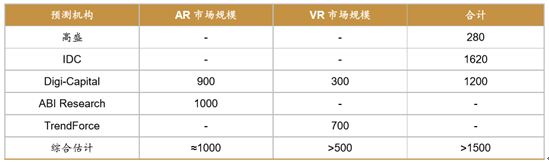 预测机构 AR 市场规模 VR 市场规模 合计
高盛 - - 280
IDC - - 1620
Digi-Capital 900 300 1200
ABI Research 1000 - -
TrendForce - 700 -
综合估计 ≈1000 >500 >1500